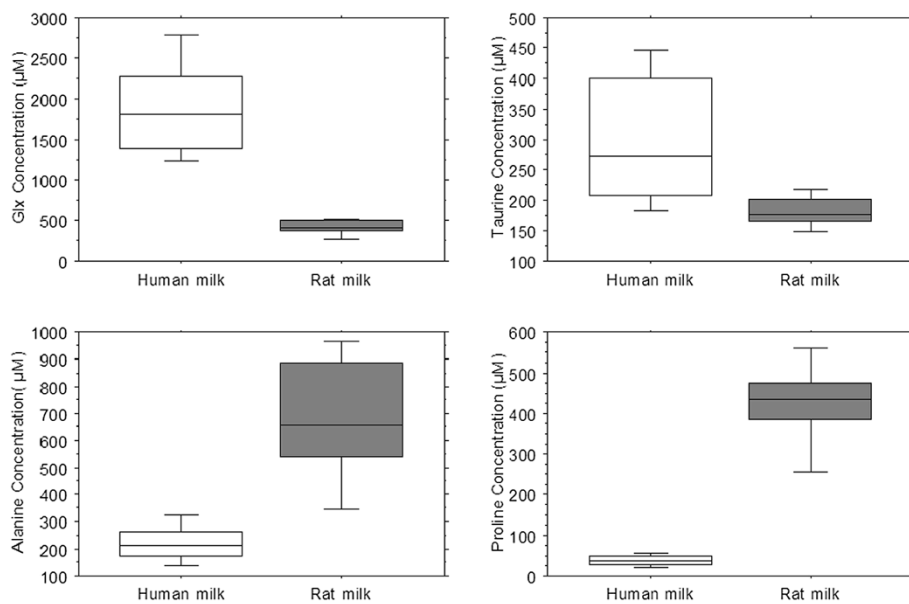 Glx Concentration (µM)
3000
2500
2000
1500
1000
500
0
Human milk
Rat milk
Taurine Concentration (µM)
500
450
400
350
300
250
200
150
100
Human milk
Rat milk
Alanine Concentration( µM)
1000
900
800
700
600
500
400
300
200
100
Human milk
Rat milk
Proline Concentration (µM)
600
500
400
300
200
100
0
Human milk
Rat milk